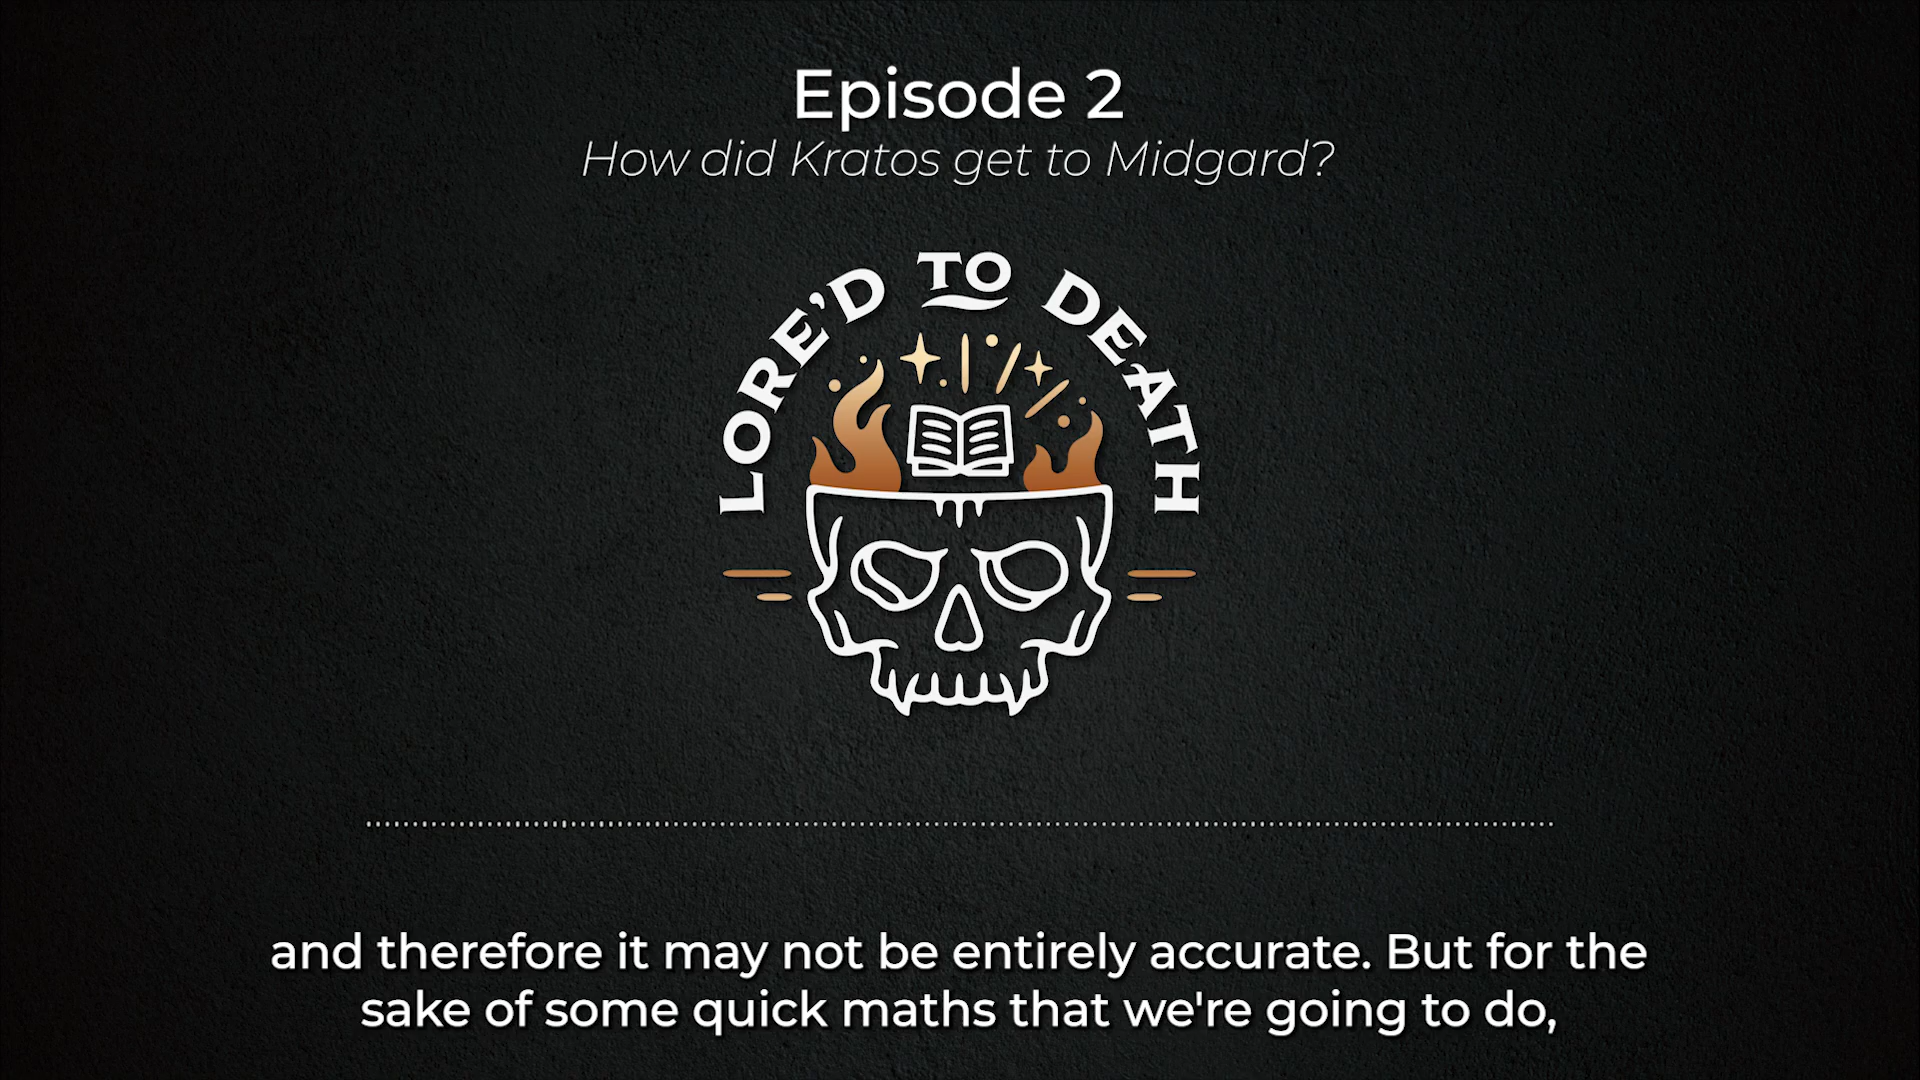 Episode 2
How did Kratos get to Midgard?
LORE'D TO DEATH
and therefore it may not be entirely accurate. But for the
sake of some quick maths that we're going to do,